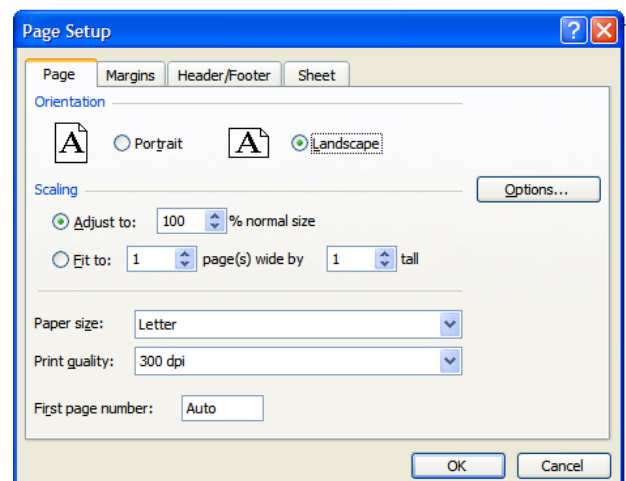 Page Setup
Page Margins Header/Footer Sheet
Orientation
A Portrait A Landscape
Scaling
Options...
Adjust to: 100 % normal size
Fit to: 1 page(s) wide by 1 tall
Paper size: Letter
Print quality: 300 dpi
First page number: Auto
OK Cancel